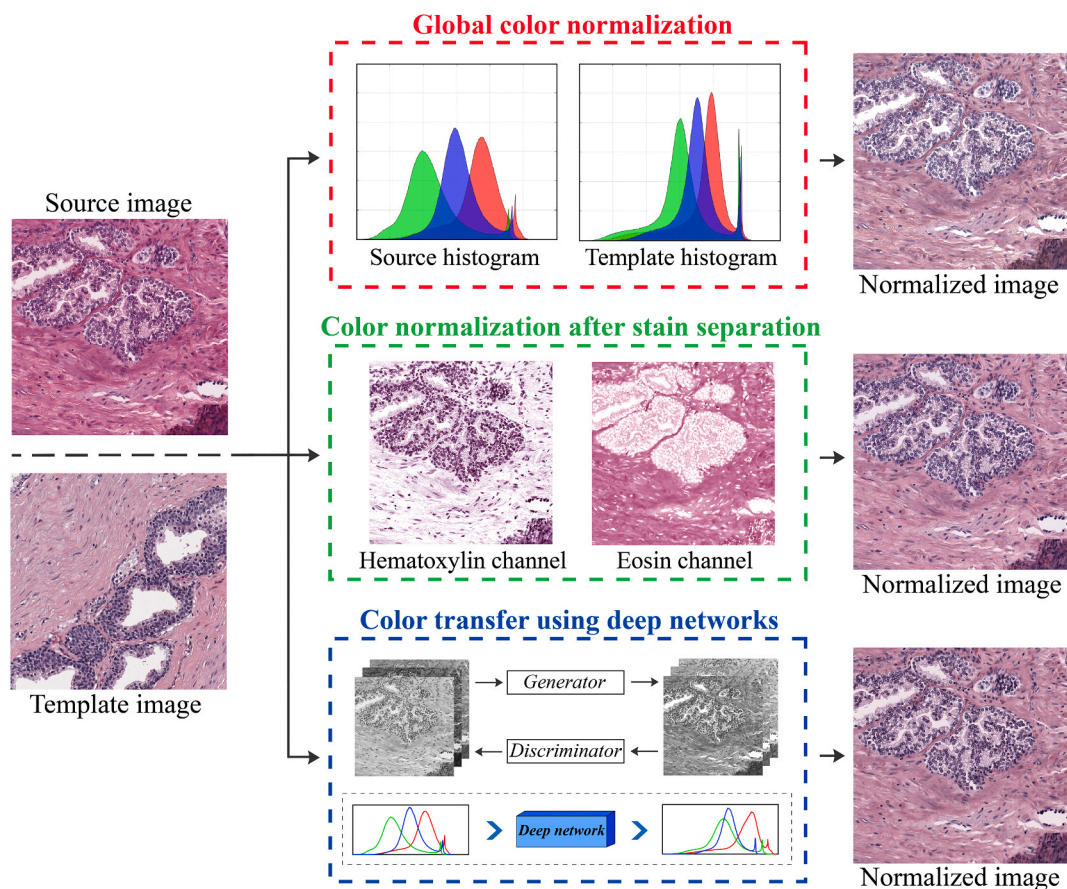 Global color normalization
Source histogram
Template histogram
Normalized image
Source image
Color normalization after stain separation
Hematoxylin channel
Eosin channel
Normalized image
Template image
Color transfer using deep networks
Generator
Discriminator
Deep network
Normalized image